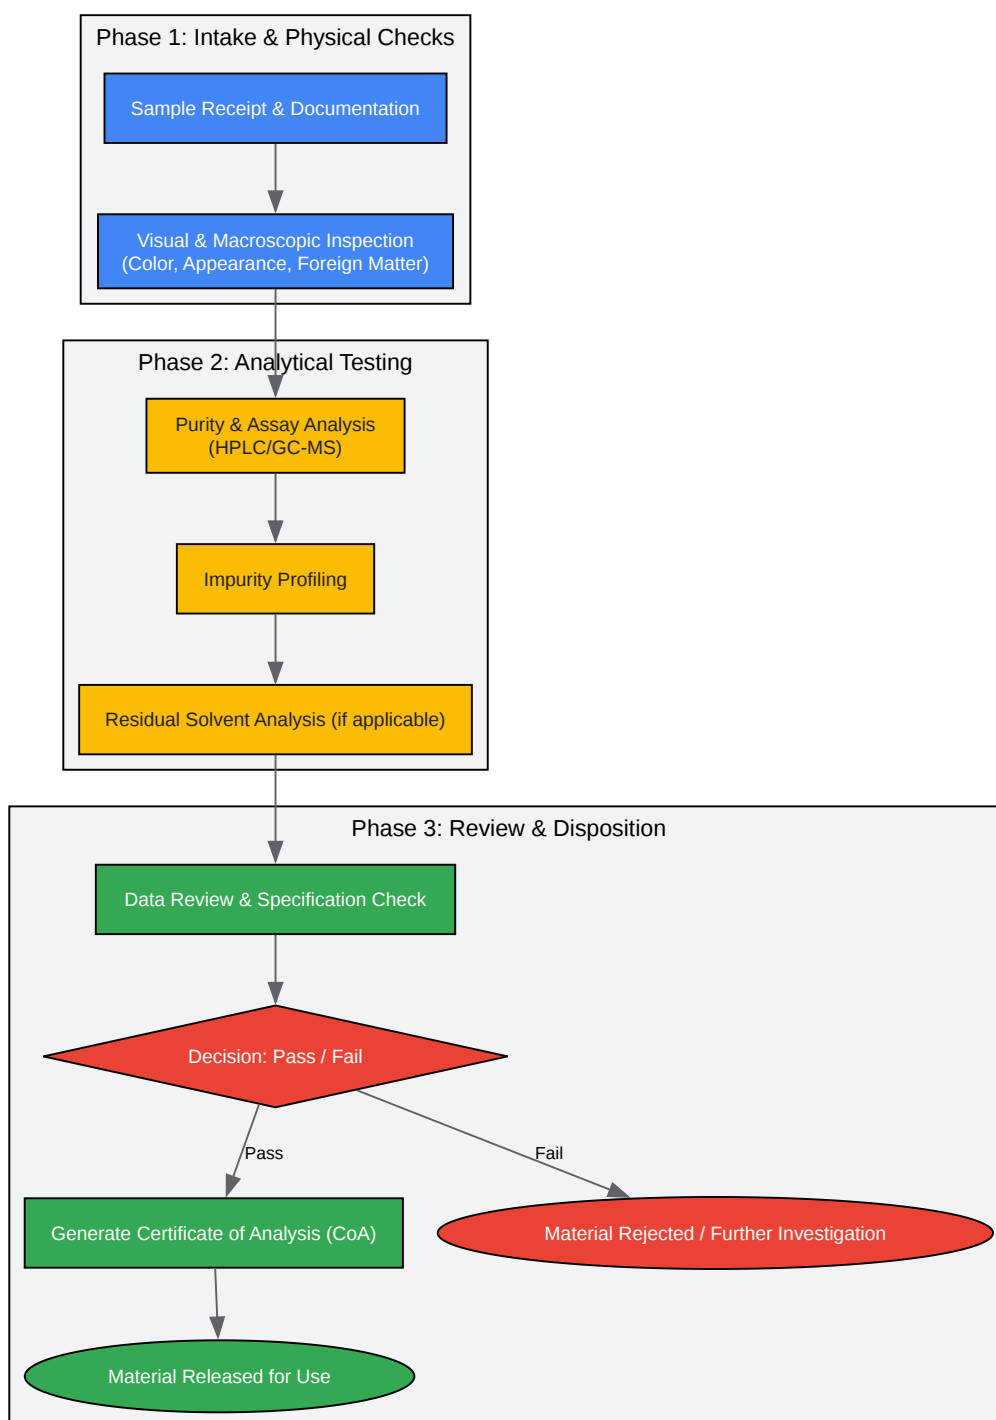 Phase 1: Intake & Physical Checks
Sample Receipt & Documentation
Visual & Macroscopic Inspection
(Color, Appearance, Foreign Matter)
Phase 2: Analytical Testing
Purity & Assay Analysis
(HPLC/GC-MS)
Impurity Profiling
Residual Solvent Analysis (if applicable)
Phase 3: Review & Disposition
Data Review & Specification Check
Decision: Pass / Fail
Pass
Fail
Generate Certificate of Analysis (CoA)
Material Rejected / Further Investigation
Material Released for Use